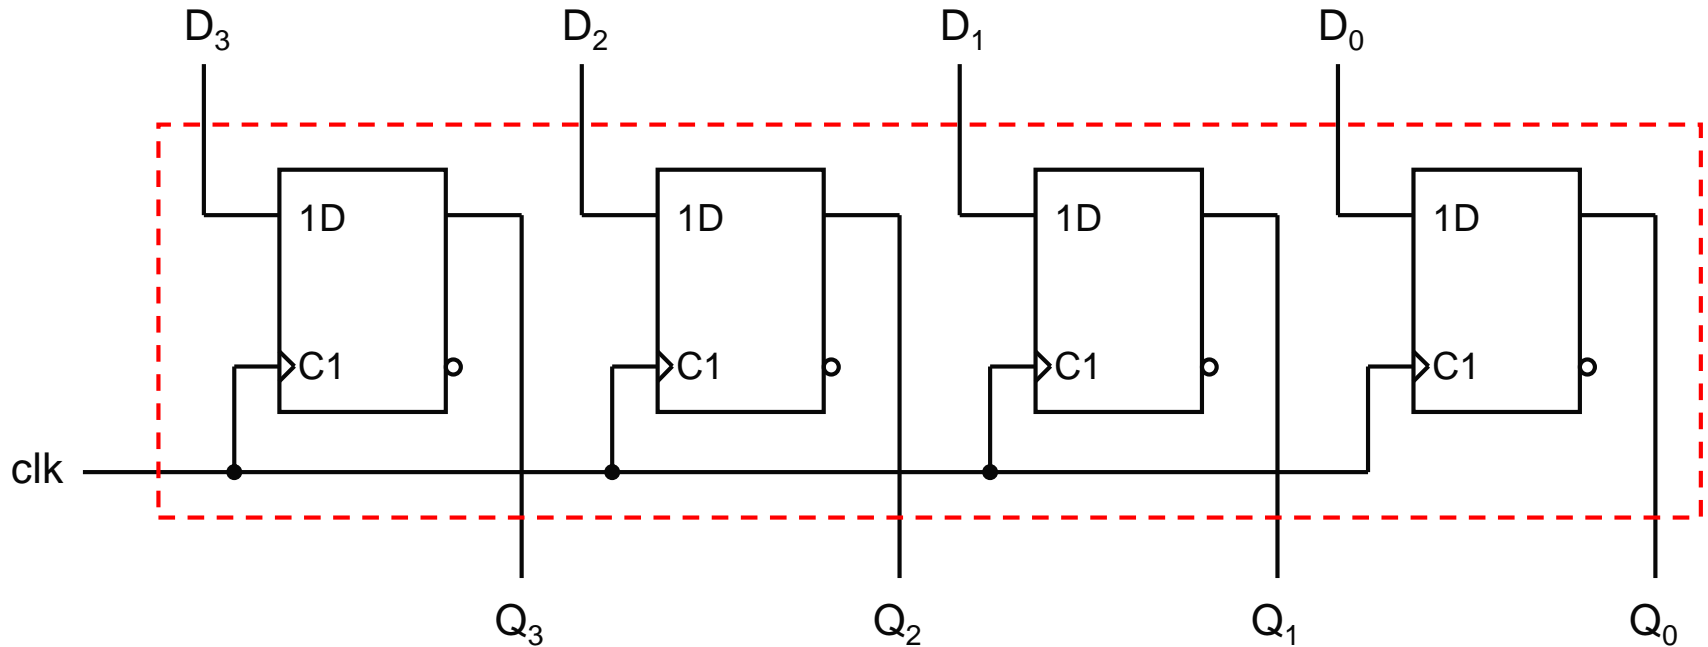 D₃ D₂ D₁ D₀
1D 1D 1D 1D
C1 C1 C1 C1
clk
Q₃ Q₂ Q₁ Q₀